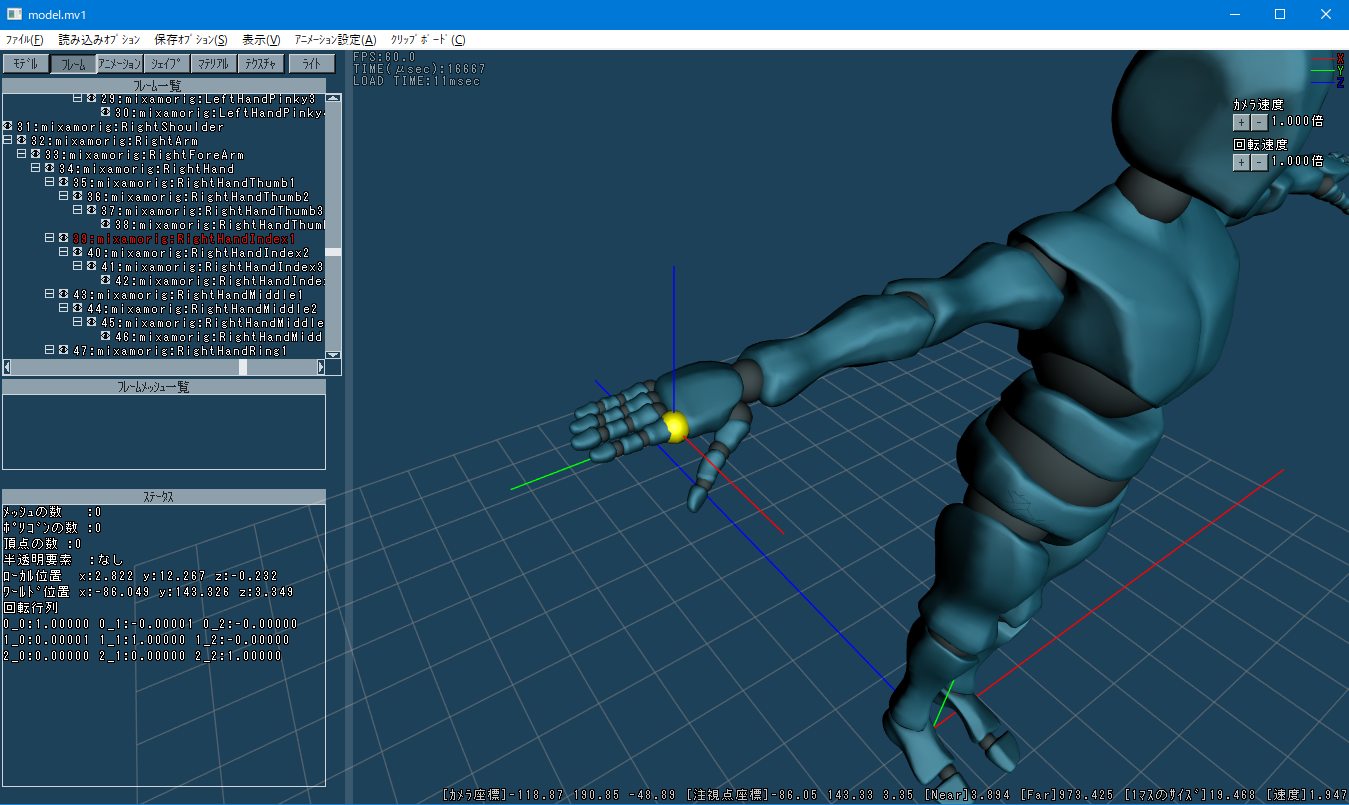 model.mv1
ﾌｧｲﾙ(F) 読み込みｵﾌﾟｼｮﾝ 保存ｵﾌﾟｼｮﾝ(S) 表示(V) ｱﾆﾒｰｼｮﾝ設定(A) ｸﾘｯﾌﾟﾎﾞｰﾄﾞ(C)
ﾓﾃﾞﾙ ﾌﾚｰﾑ ｱﾆﾒｰｼｮﾝ ｼｪｲﾌﾟ ﾏﾃﾘｱﾙ ﾃｸｽﾁｬ ﾗｲﾄ
ﾌﾚｰﾑ一覧
29:mixamorig:LeftHandPinky3
30:mixamorig:LeftHandPinky4
31:mixamorig:RightShoulder
32:mixamorig:RightArm
33:mixamorig:RightForeArm
34:mixamorig:RightHand
35:mixamorig:RightHandThumb1
36:mixamorig:RightHandThumb2
37:mixamorig:RightHandThumb3
38:mixamorig:RightHandThum
39:mixamorig:RightHandIndex1
40:mixamorig:RightHandIndex2
41:mixamorig:RightHandIndex3
42:mixamorig:RightHandInde
43:mixamorig:RightHandMiddle1
44:mixamorig:RightHandMiddle2
45:mixamorig:RightHandMiddle
46:mixamorig:RightHandMidd
47:mixamorig:RightHandRing1
ﾌﾚｰﾑﾒｯｼｭ一覧
ｽﾃｰﾀｽ
ﾒｯｼｭの数 :0
ﾎﾟﾘｺﾞﾝの数 :0
頂点の数 :0
半透明要素 :なし
ﾛｰｶﾙ位置 x:2.822 y:12.267 z:-0.232
ﾜｰﾙﾄﾞ位置 x:-86.049 y:143.326 z:3.349
回転行列
0_0:1.00000 0_1:-0.00001 0_2:-0.00000
1_0:0.00001 1_1:1.00000 1_2:-0.00000
2_0:0.00000 2_1:0.00000 2_2:1.00000
FPS:60.0
TIME(μsec):16667
LOAD TIME:11msec
X
Y
Z
ｶﾒﾗ速度
+ - 1.000倍
回転速度
+ - 1.000倍
[ｶﾒﾗ座標]-118.87 190.85 -48.89 [注視点座標]-86.05 143.33 3.35 [Near]3.894 [Far]973.425 [1ﾏｽのｻｲｽﾞ]19.468 [速度]1.947